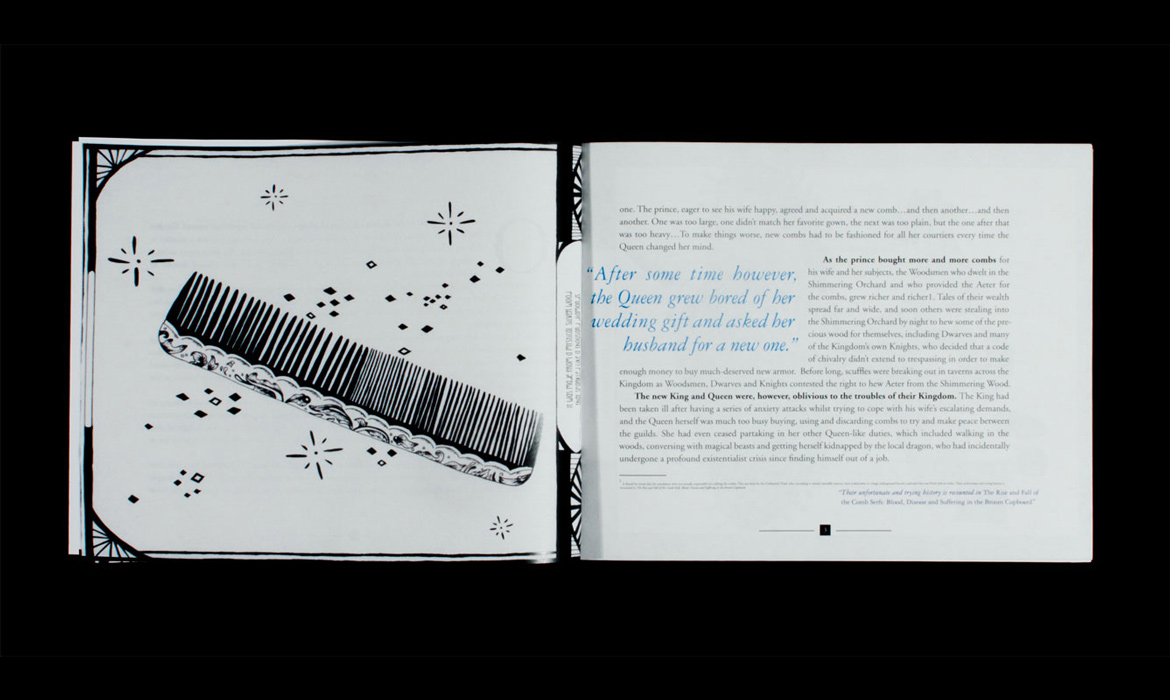 one. The prince, eager to see his wife happy, agreed and acquired a new comb…and then another…and then
another. One was too large, one didn't match her favorite gown, the next was too plain, but the one after that
was too heavy…To make things worse, new combs had to be fashioned for all her courtiers every time the
Queen changed her mind.
"After some time however,
the Queen grew bored of her
wedding gift and asked her
husband for a new one."
As the prince bought more and more combs for
his wife and her subjects, the Woodsmen who dwelt in the
Shimmering Orchard and who provided the Aeter for
the combs, grew richer and richer1. Tales of their wealth
spread far and wide, and soon others were stealing into
the Shimmering Orchard by night to hew some of the pre-
cious wood for themselves, including Dwarves and many
of the Kingdom's own Knights, who decided that a code
of chivalry didn't extend to trespassing in order to make
enough money to buy much-deserved new armor. Before long, scuffles were breaking out in taverns across the
Kingdom as Woodsmen, Dwarves and Knights contested the right to hew Aeter from the Shimmering Wood.
The new King and Queen were, however, oblivious to the troubles of their Kingdom. The King had
been taken ill after having a series of anxiety attacks whilst trying to cope with his wife's escalating demands,
and the Queen herself was much too busy buying, using and discarding combs to try and make peace between
the guilds. She had even ceased partaking in her other Queen-like duties, which included walking in the
woods, conversing with magical beasts and getting herself kidnapped by the local dragon, who had incidentally
undergone a profound existentialist crisis since finding himself out of a job.
"Their unfortunate and trying history is recounted in The Rise and Fall of
the Comb Serfs: Blood, Disease and Suffering in the Broom Cupboard"